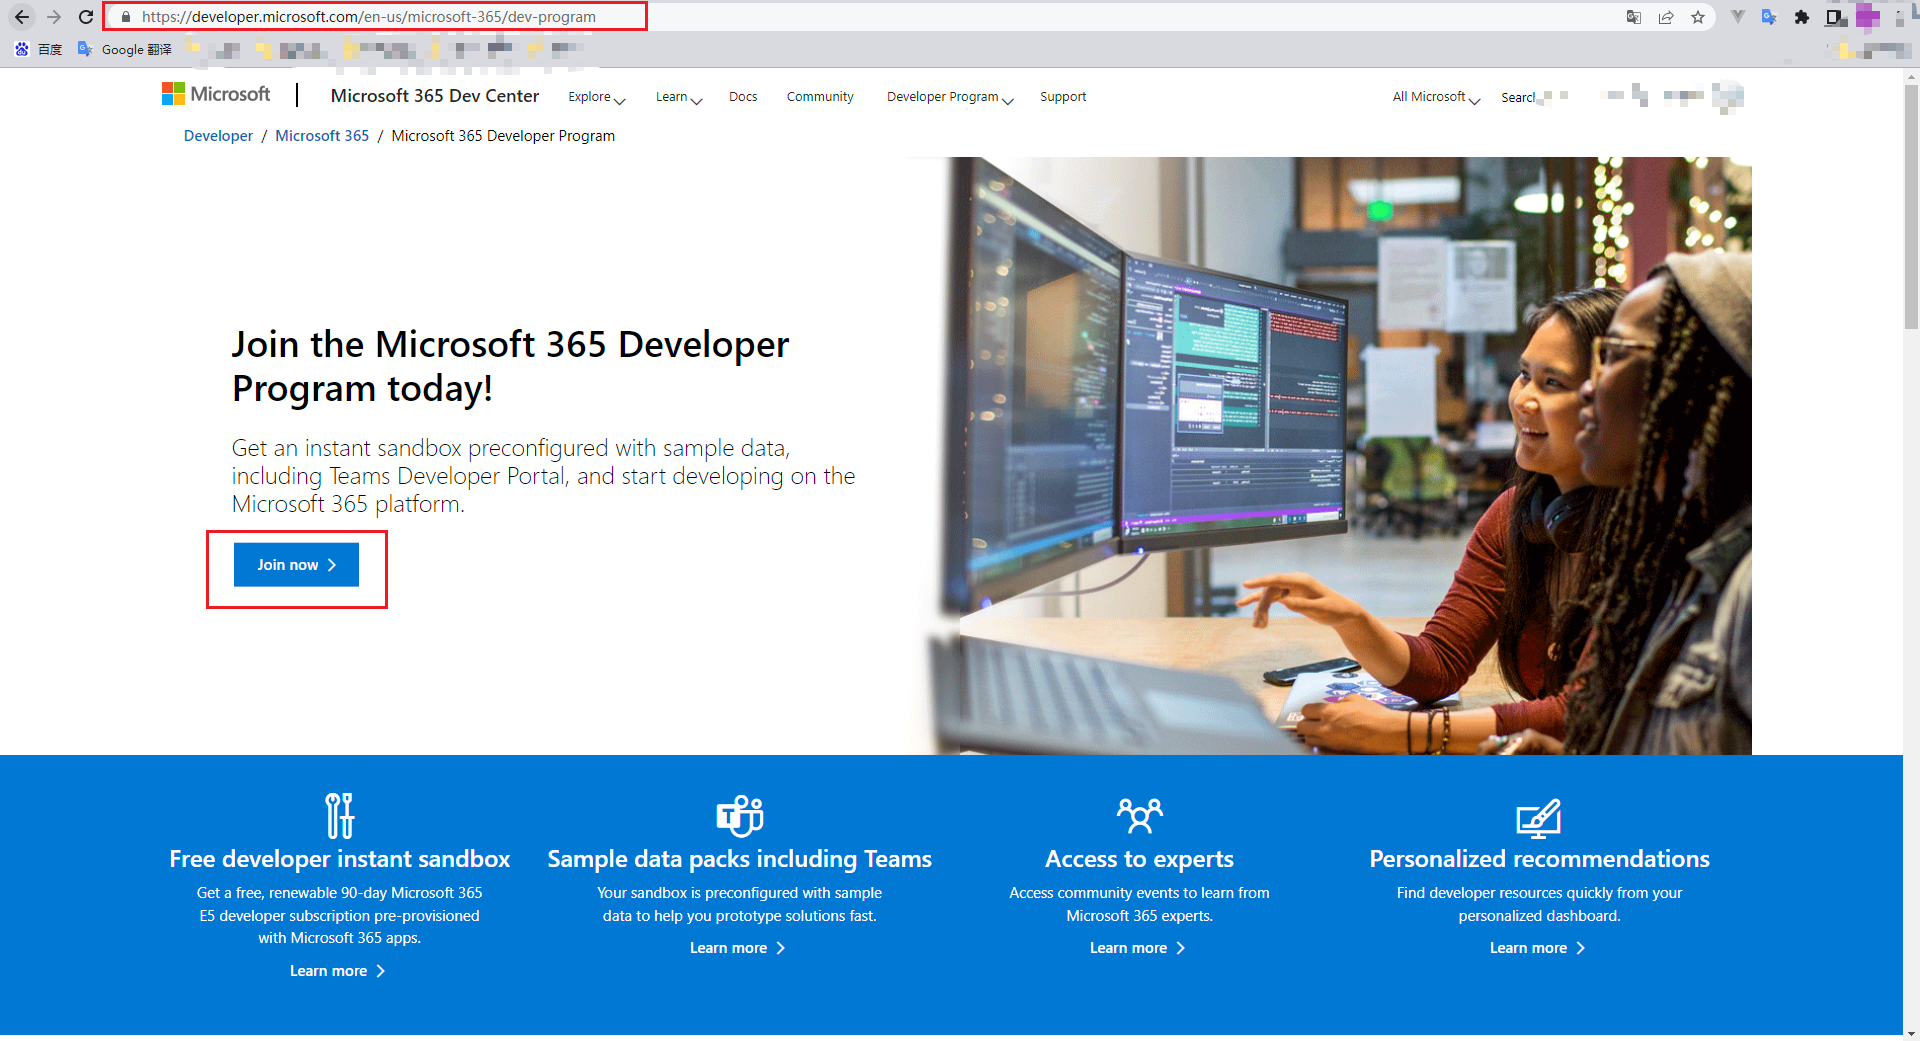 https://developer.microsoft.com/en-us/microsoft-365/dev-program
百度
Google 翻译
Microsoft
Microsoft 365 Dev Center
Explore
Learn
Docs
Community
Developer Program
Support
All Microsoft
Search
Developer / Microsoft 365 / Microsoft 365 Developer Program
Join the Microsoft 365 Developer
Program today!
Get an instant sandbox preconfigured with sample data,
including Teams Developer Portal, and start developing on the
Microsoft 365 platform.
Join now
Free developer instant sandbox
Get a free, renewable 90-day Microsoft 365
E5 developer subscription pre-provisioned
with Microsoft 365 apps.
Learn more
Sample data packs including Teams
Your sandbox is preconfigured with sample
data to help you prototype solutions fast.
Learn more
Access to experts
Access community events to learn from
Microsoft 365 experts.
Learn more
Personalized recommendations
Find developer resources quickly from your
personalized dashboard.
Learn more